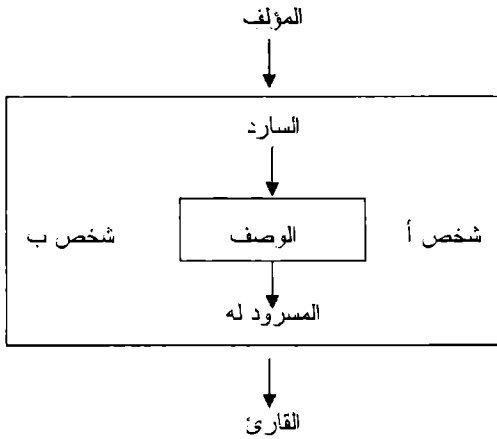 المؤلف
السارد
شخص أ
الوصف
شخص ب
المسرود له
القارئ